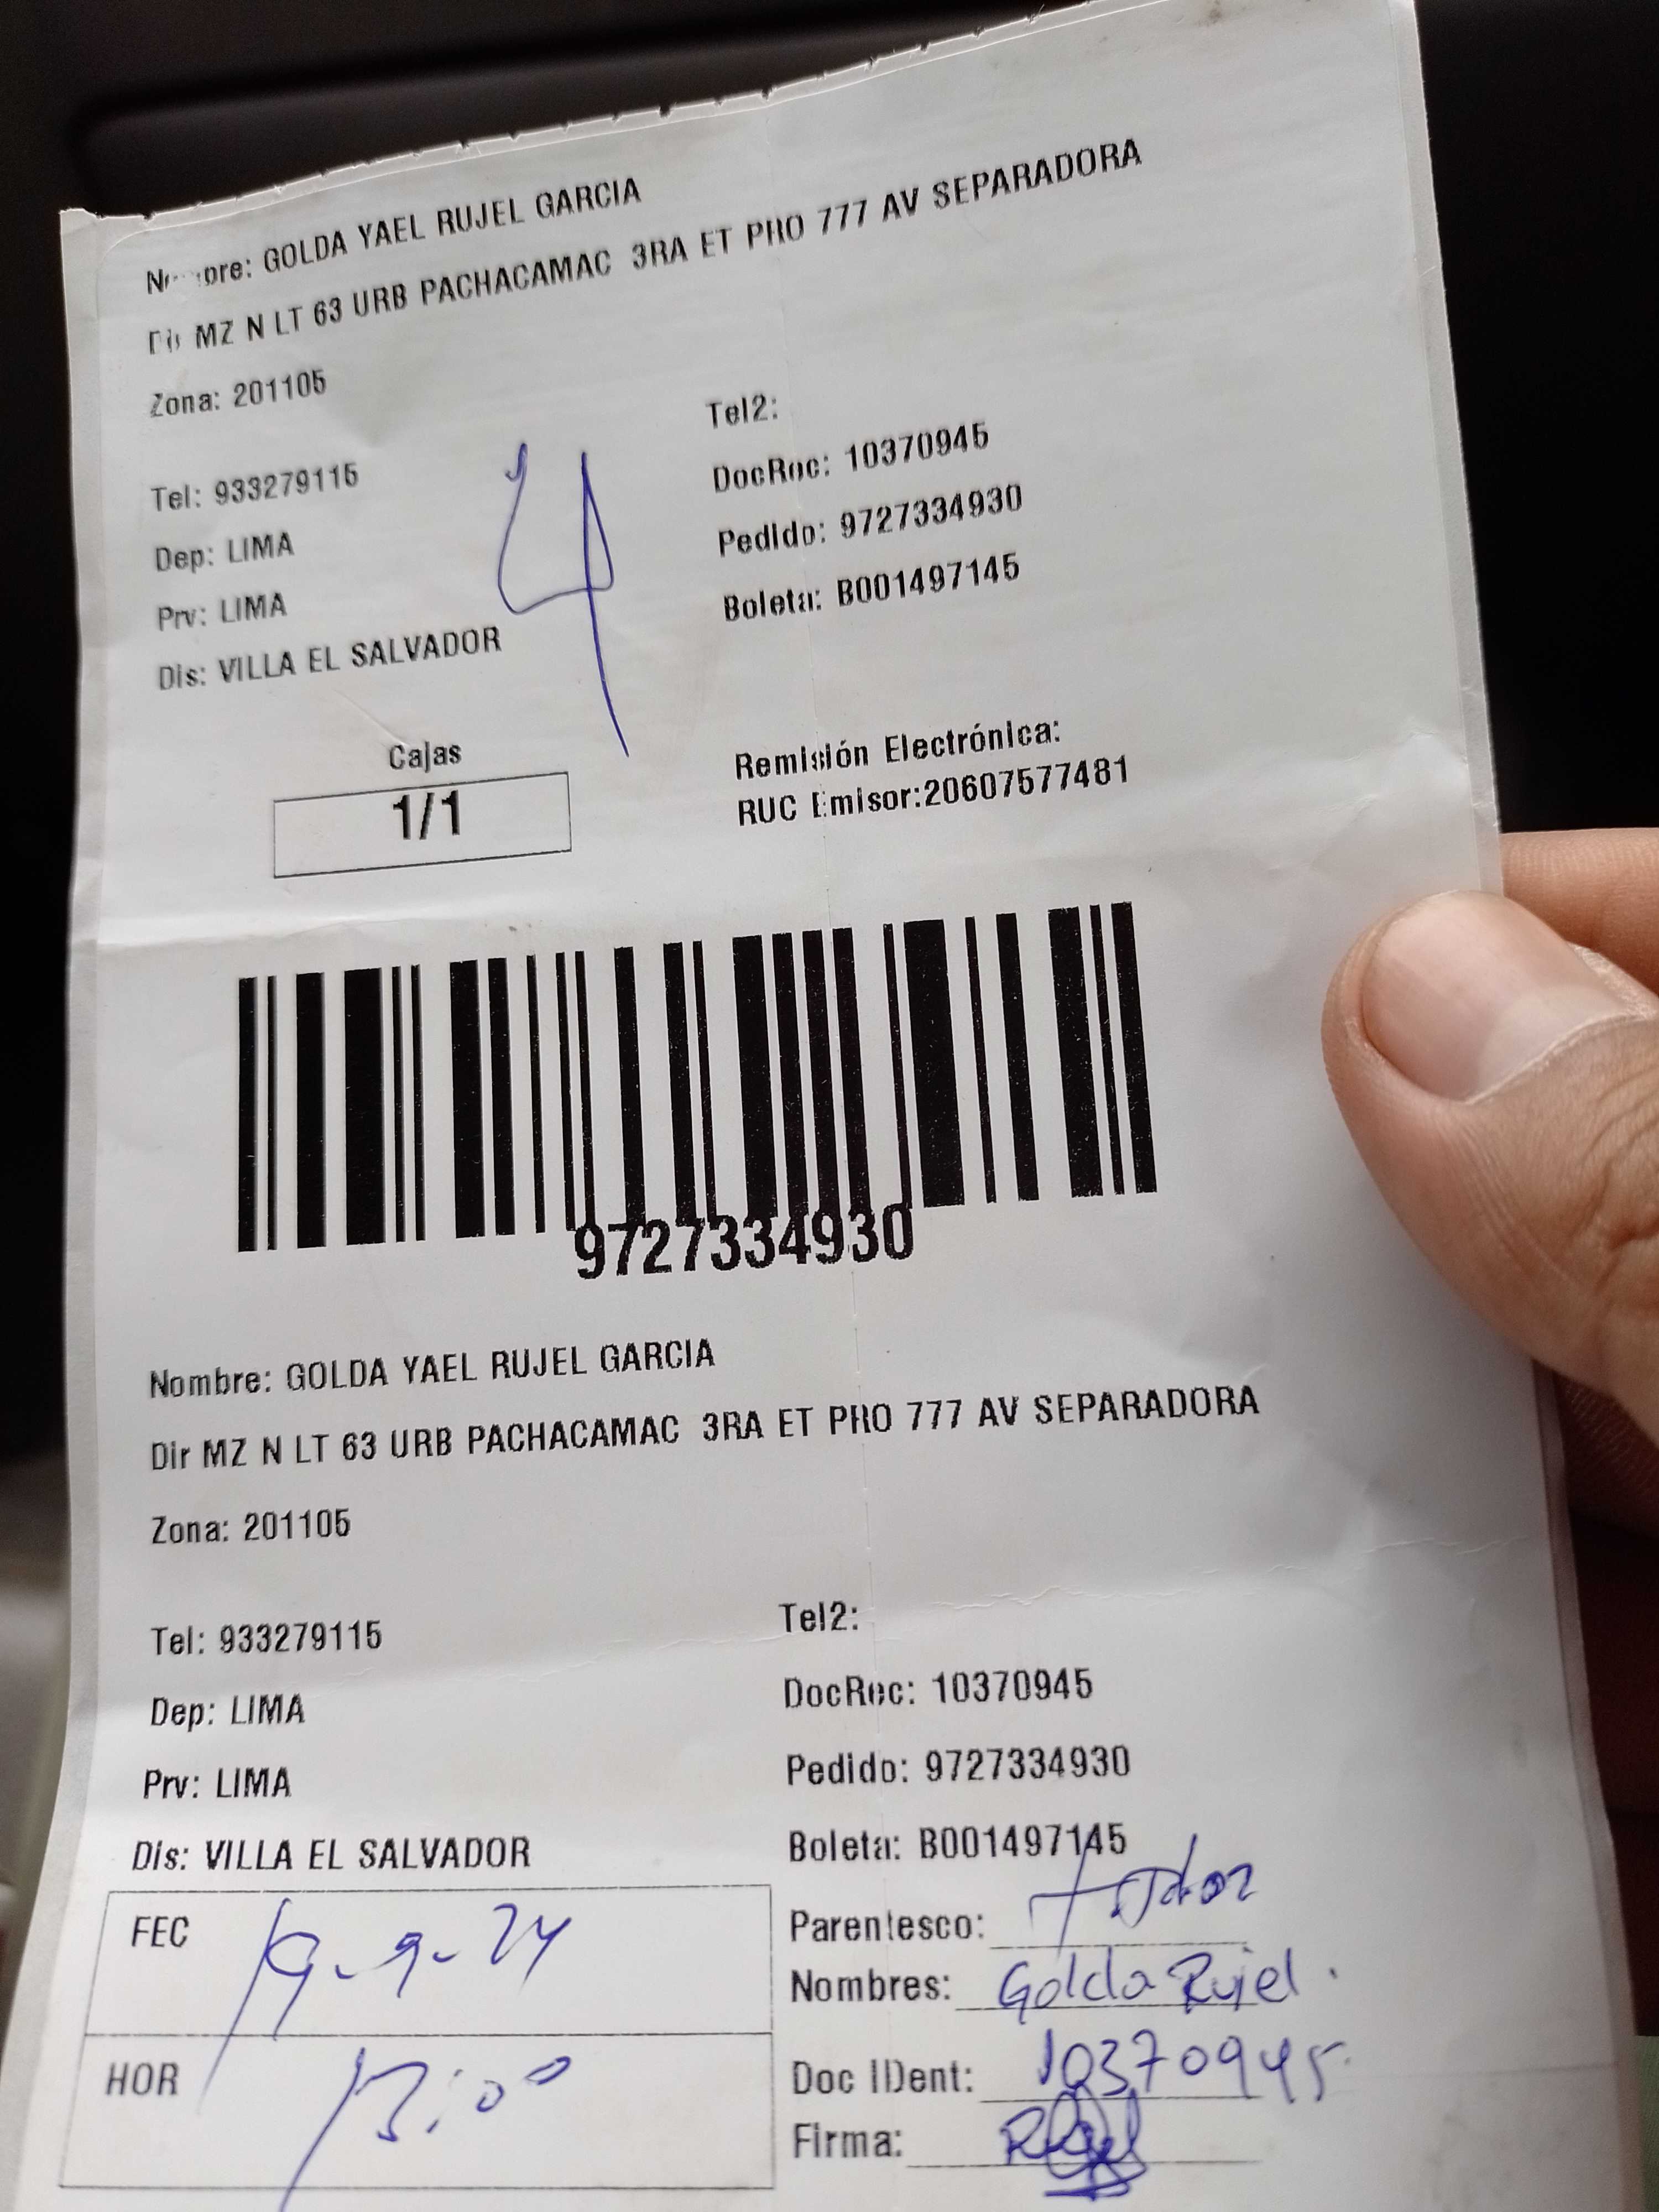 Nombre: GOLDA YAEL RUJEL GARCIA
Dir MZ N LT 63 URB PACHACAMAC 3RA ET PRO 777 AV SEPARADORA
Zona: 201105
Tel2:
Tel: 933279115
DocRec: 10370945
Dep: LIMA
Pedido: 9727334930
Prv: LIMA
Boleta: B001497145
Dis: VILLA EL SALVADOR
4
Cajas
1/1
Remisión Electrónica:
RUC Emisor:20607577481
9727334930
Nombre: GOLDA YAEL RUJEL GARCIA
Dir MZ N LT 63 URB PACHACAMAC 3RA ET PRO 777 AV SEPARADORA
Zona: 201105
Tel2:
Tel: 933279115
DocRec: 10370945
Dep: LIMA
Pedido: 9727334930
Prv: LIMA
Boleta: B001497145
Dis: VILLA EL SALVADOR
FEC 19-9-24
Parentesco:
Nombres: Golda Rujel.
HOR 13:00
Doc IDent: 10370945
Firma: